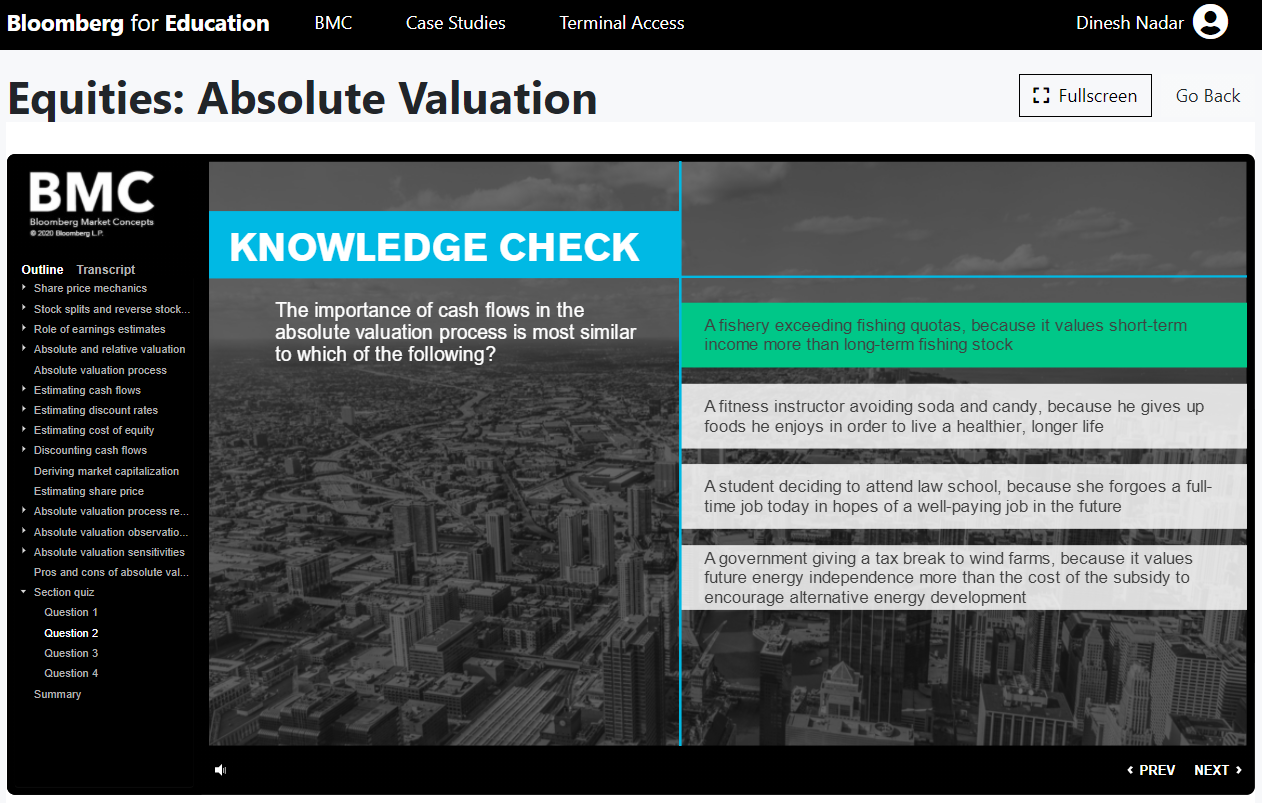 Bloomberg for Education
BMC
Case Studies
Terminal Access
Dinesh Nadar
Equities: Absolute Valuation
Fullscreen
Go Back
BMC
Bloomberg Market Concepts
© 2020 Bloomberg L.P.
Outline Transcript
Share price mechanics
Stock splits and reverse stock...
Role of earnings estimates
Absolute and relative valuation
Absolute valuation process
Estimating cash flows
Estimating discount rates
Estimating cost of equity
Discounting cash flows
Deriving market capitalization
Estimating share price
Absolute valuation process re...
Absolute valuation observatio...
Absolute valuation sensitivities
Pros and cons of absolute val...
Section quiz
Question 1
Question 2
Question 3
Question 4
Summary
KNOWLEDGE CHECK
The importance of cash flows in the
absolute valuation process is most similar
to which of the following?
A fishery exceeding fishing quotas, because it values short-term
income more than long-term fishing stock
A fitness instructor avoiding soda and candy, because he gives up
foods he enjoys in order to live a healthier, longer life
A student deciding to attend law school, because she forgoes a full-
time job today in hopes of a well-paying job in the future
A government giving a tax break to wind farms, because it values
future energy independence more than the cost of the subsidy to
encourage alternative energy development
PREV
NEXT